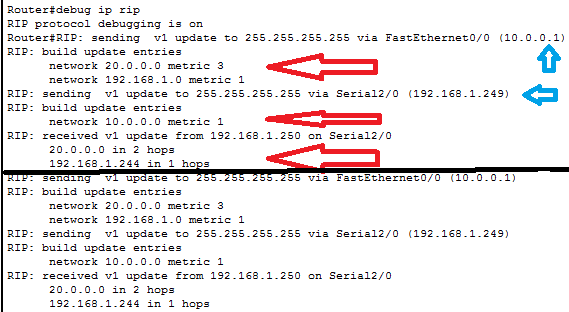 Router#debug ip rip
RIP protocol debugging is on
Router#RIP: sending  v1 update to 255.255.255.255 via FastEthernet0/0 (10.0.0.1)
RIP: build update entries
      network 20.0.0.0 metric 3
      network 192.168.1.0 metric 1
RIP: sending  v1 update to 255.255.255.255 via Serial2/0 (192.168.1.249)
RIP: build update entries
      network 10.0.0.0 metric 1
RIP: received v1 update from 192.168.1.250 on Serial2/0
      20.0.0.0 in 2 hops
      192.168.1.244 in 1 hops
RIP: sending  v1 update to 255.255.255.255 via FastEthernet0/0 (10.0.0.1)
RIP: build update entries
      network 20.0.0.0 metric 3
      network 192.168.1.0 metric 1
RIP: sending  v1 update to 255.255.255.255 via Serial2/0 (192.168.1.249)
RIP: build update entries
      network 10.0.0.0 metric 1
RIP: received v1 update from 192.168.1.250 on Serial2/0
      20.0.0.0 in 2 hops
      192.168.1.244 in 1 hops